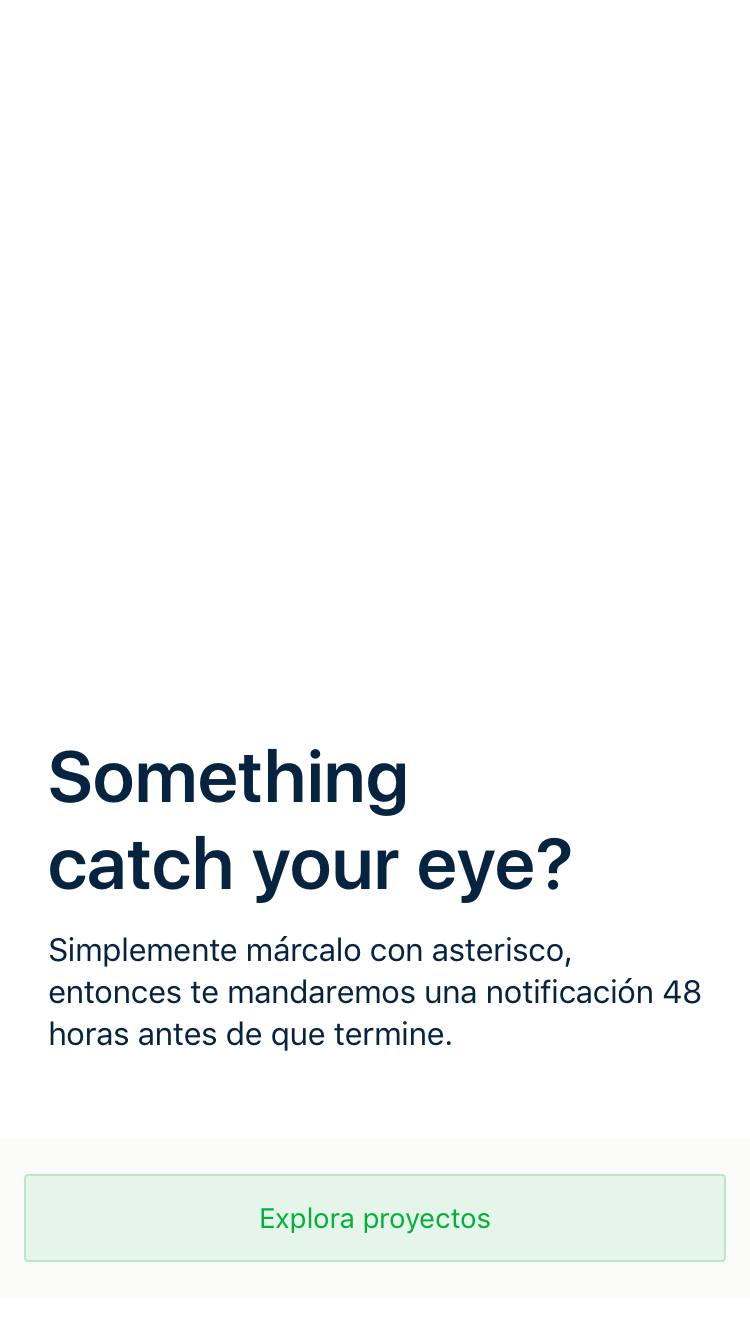 Something
catch your eye?
Simplemente márcalo con asterisco,
entonces te mandaremos una notificación 48
horas antes de que termine.
Explora proyectos